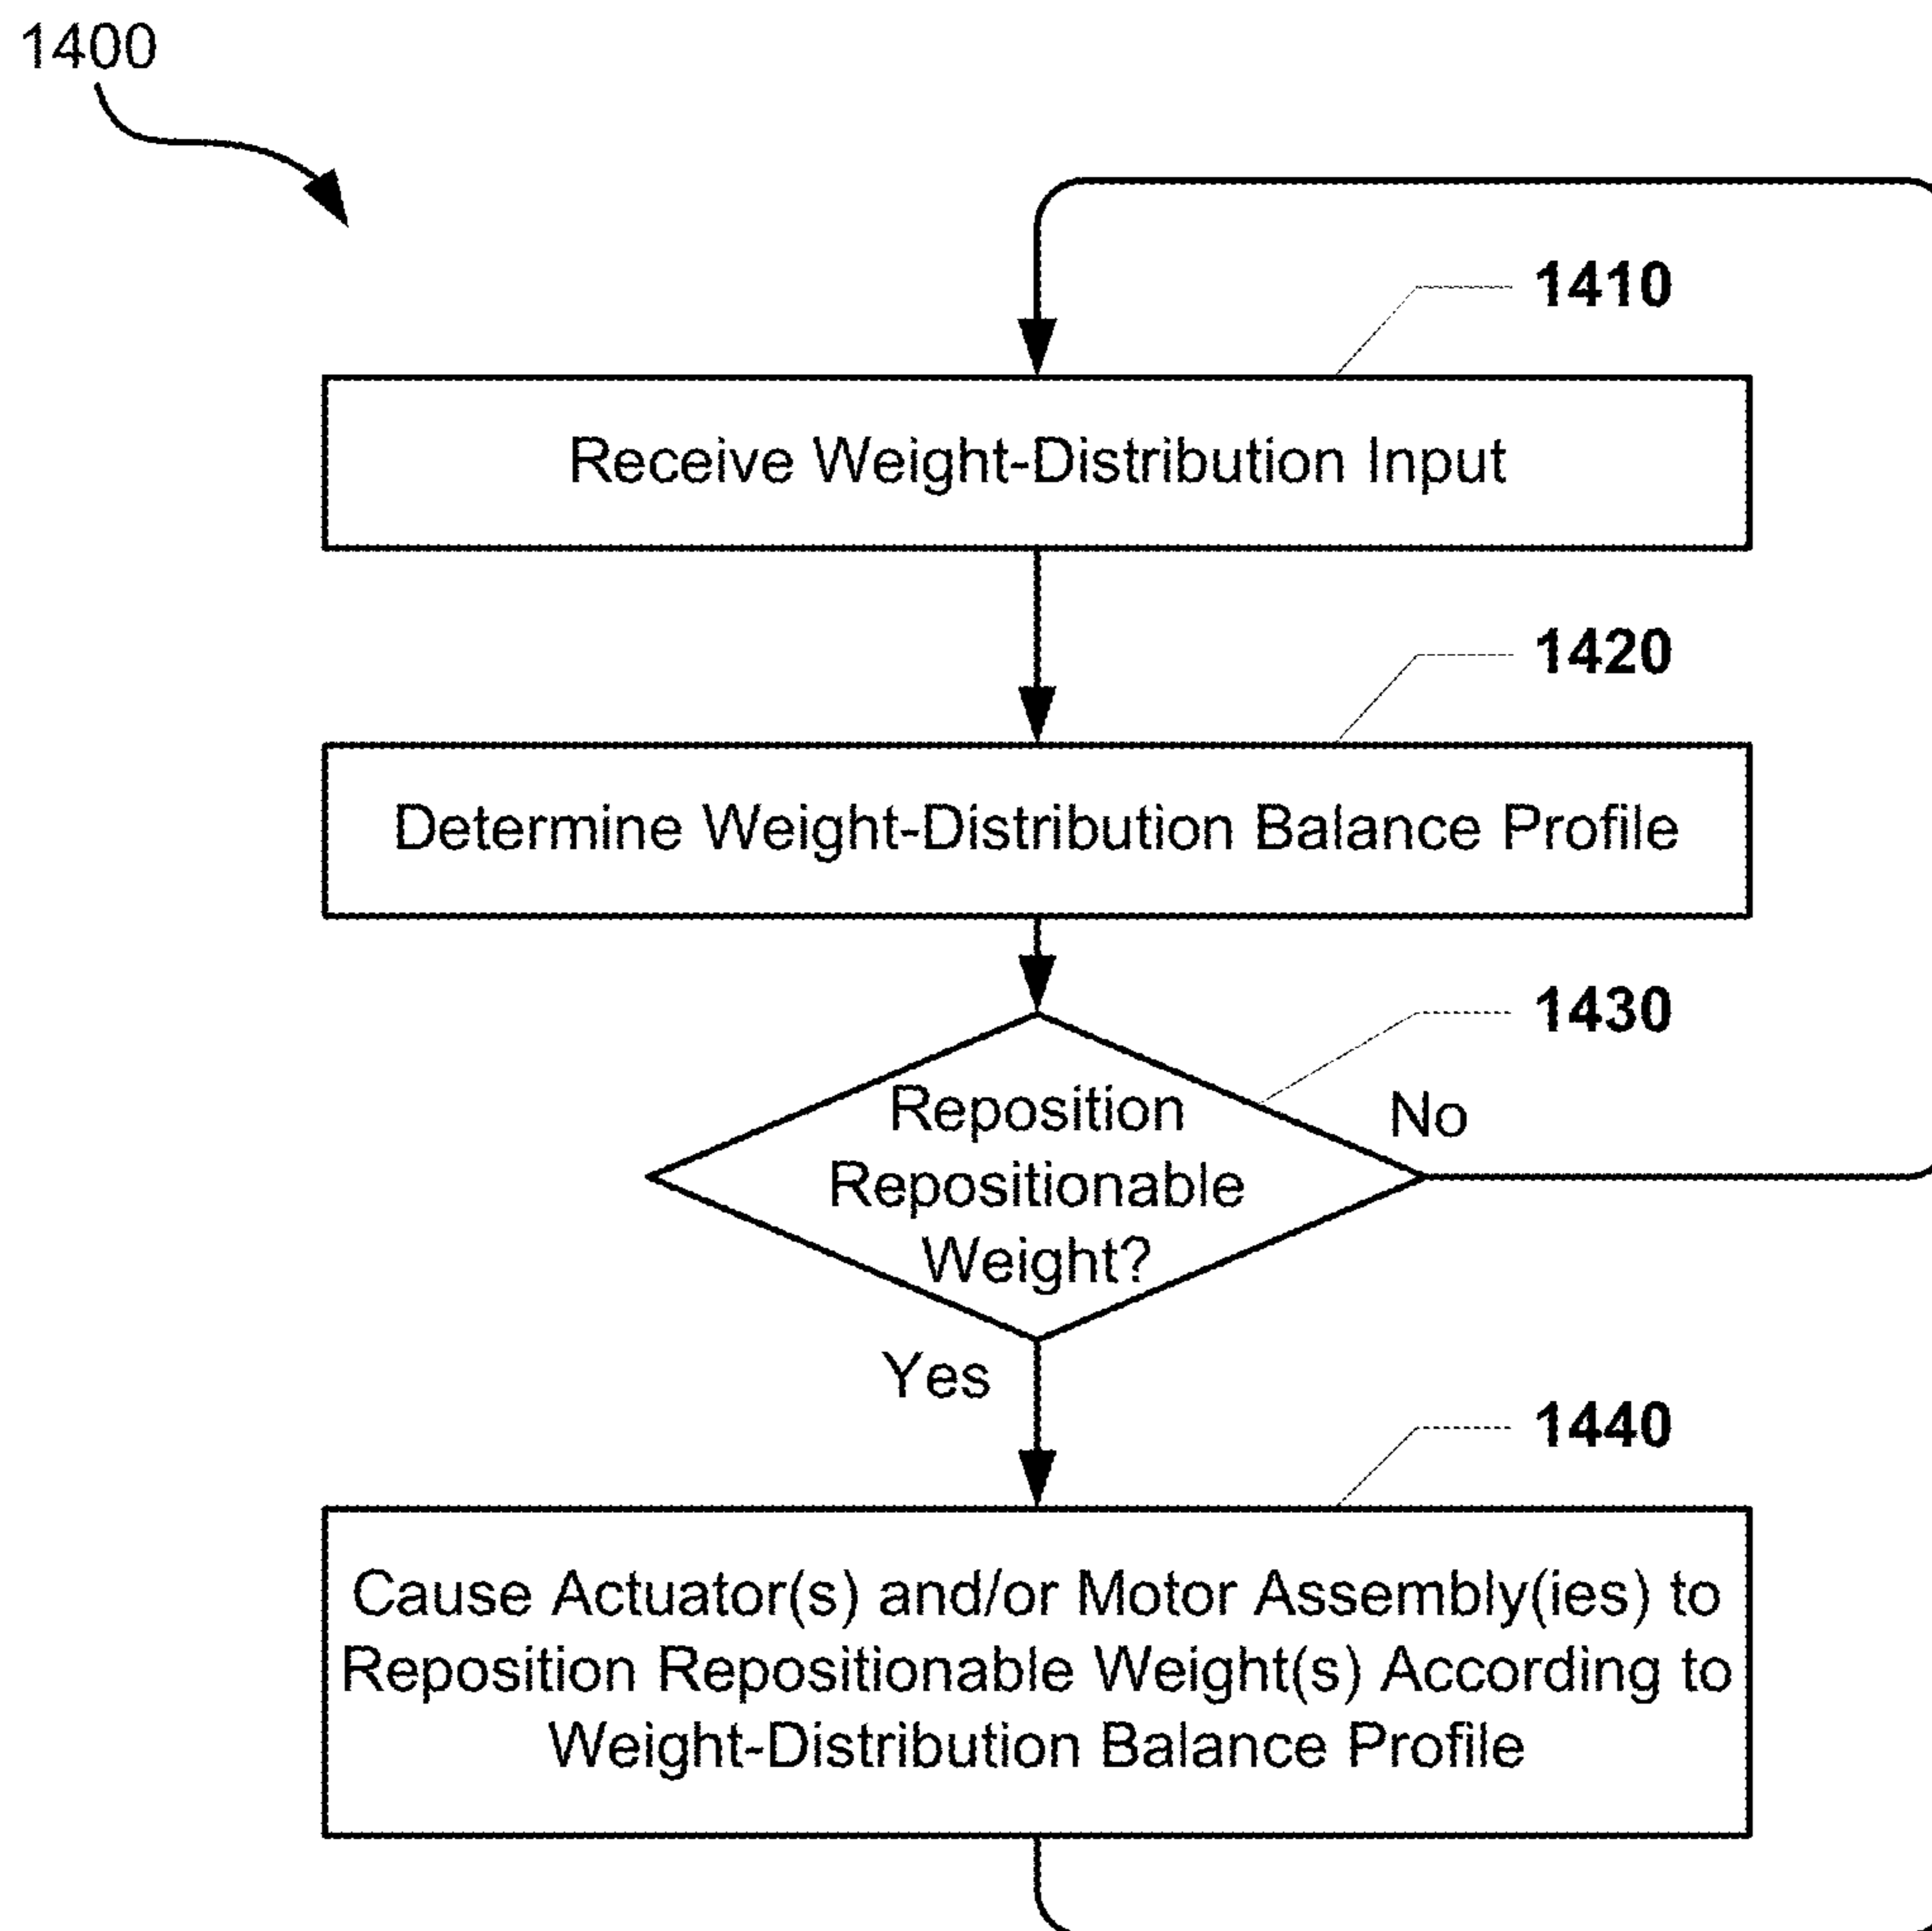 1400
1410
Receive Weight-Distribution Input
1420
Determine Weight-Distribution Balance Profile
1430
Reposition
Repositionable
Weight?
No
Yes
1440
Cause Actuator(s) and/or Motor Assembly(ies) to
Reposition Repositionable Weight(s) According to
Weight-Distribution Balance Profile